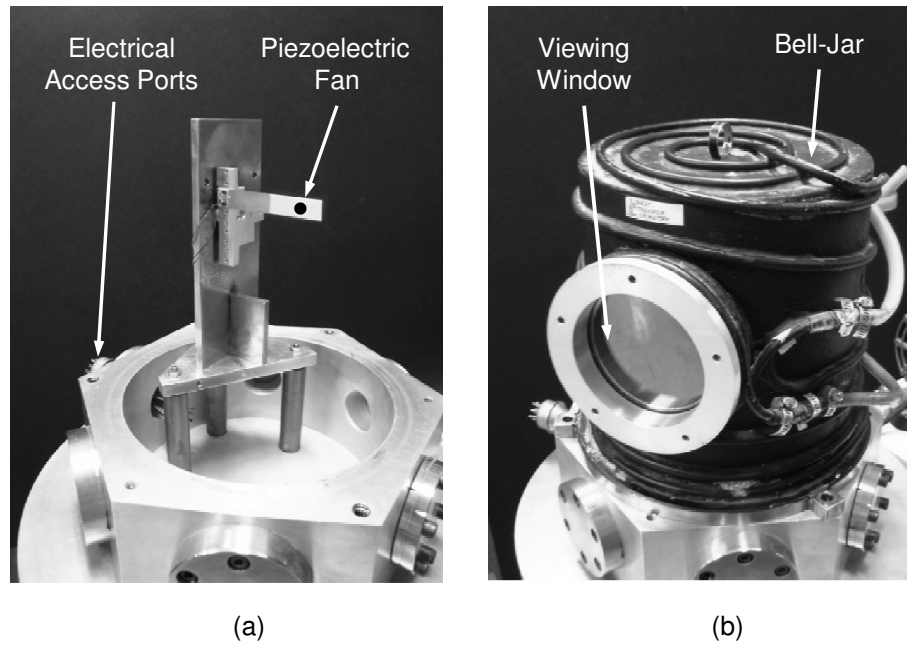 Electrical
Access Ports
Piezoelectric
Fan
Viewing
Window
Bell-Jar
(a)
(b)